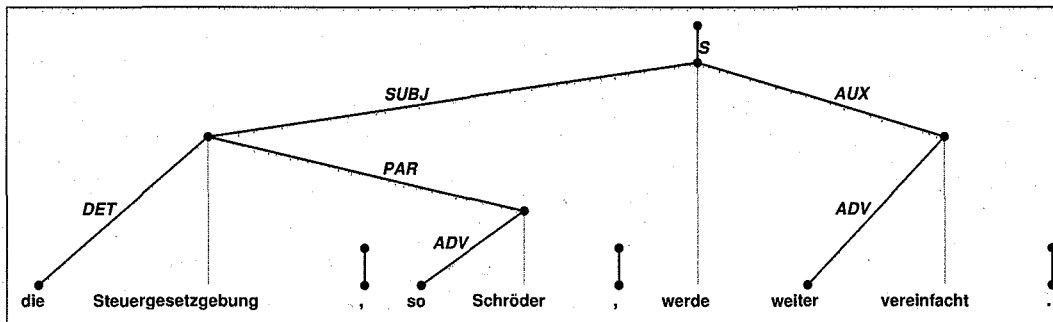 S
SUBJ AUX
PAR
DET ADV ADV
die Steuergesetzgebung , so Schröder , werde weiter vereinfacht .